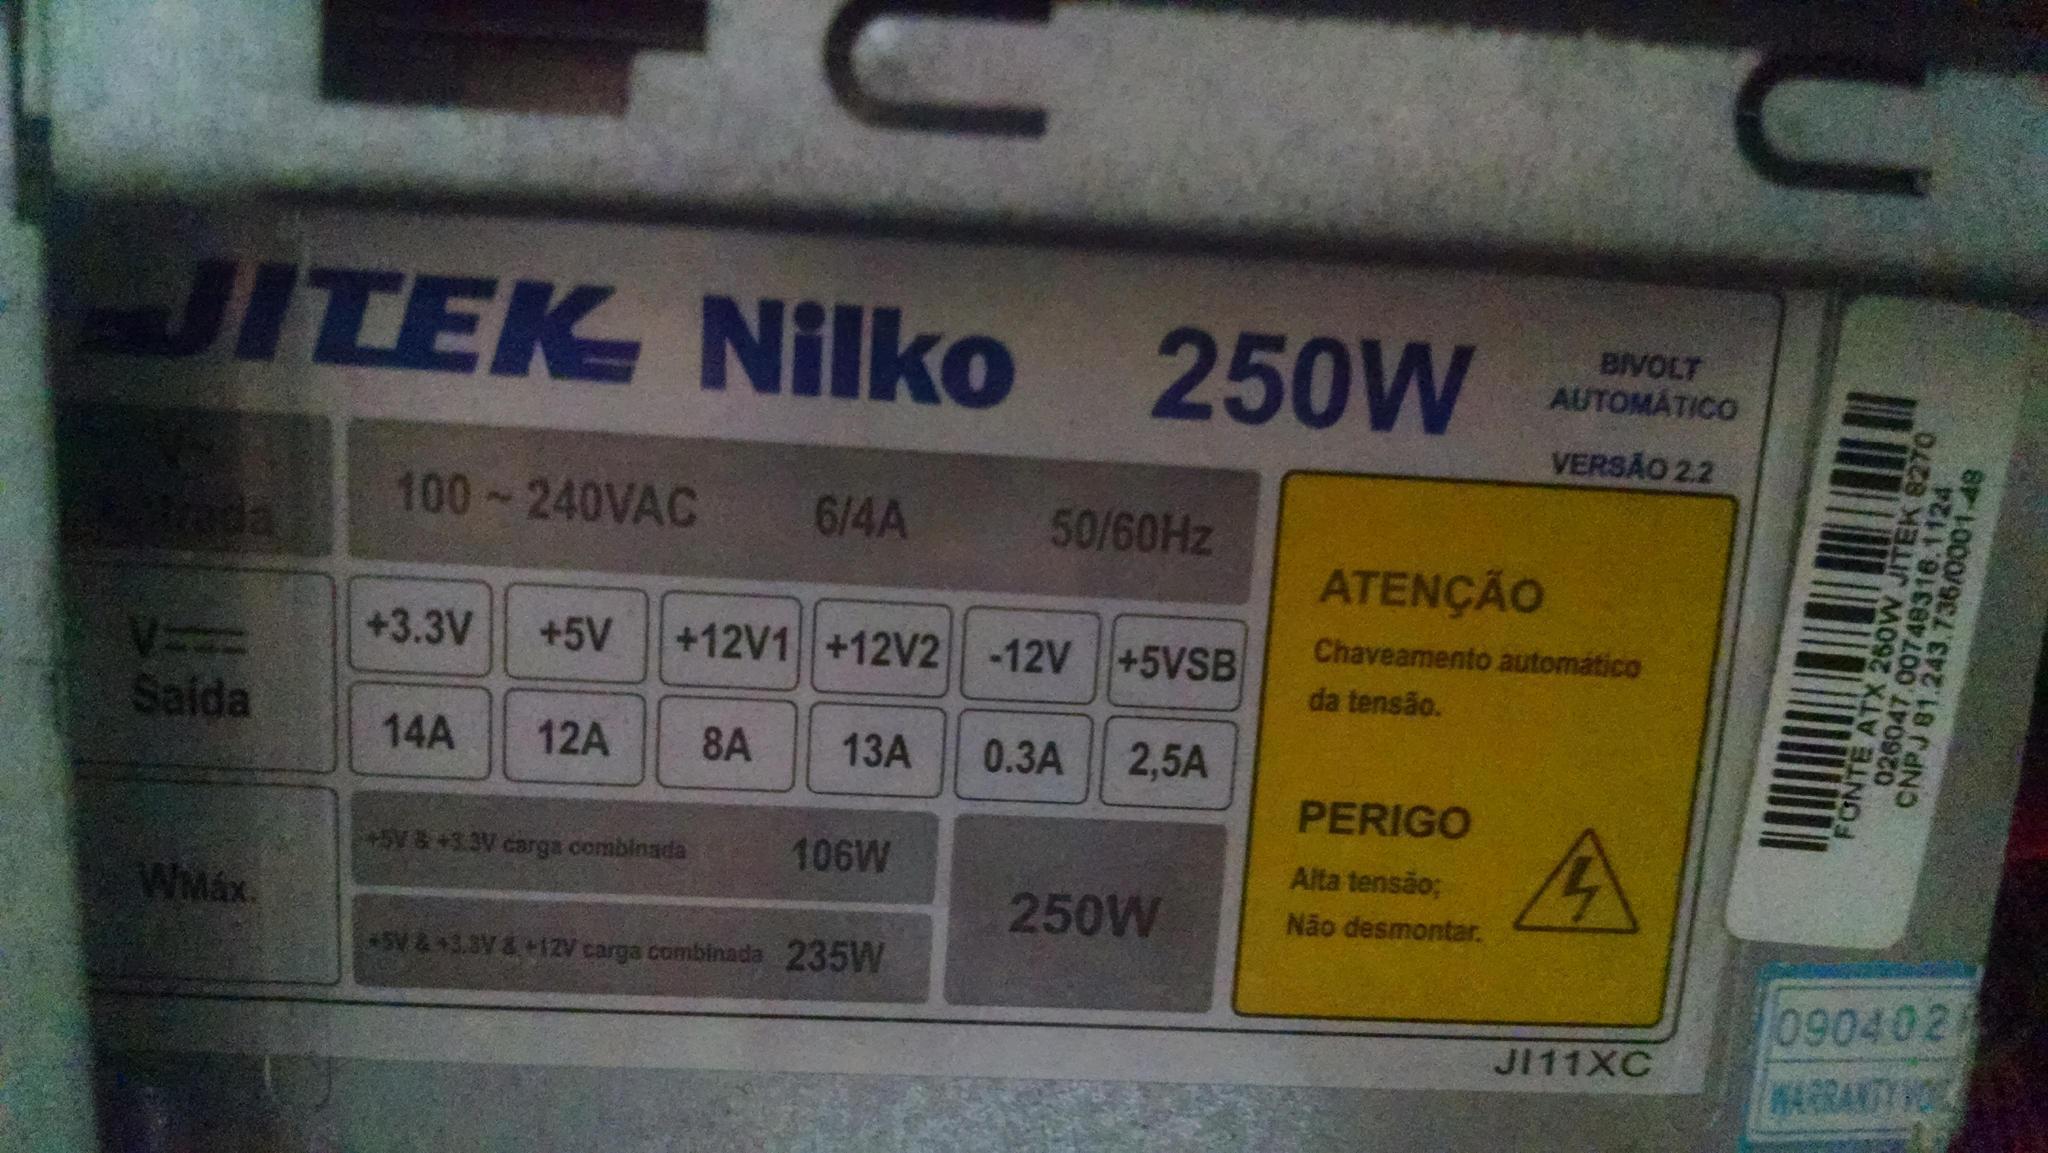 JITEK Nilko 250W
BIVOLT
AUTOMÁTICO
VERSÃO 2.2
100 ~ 240VAC 6/4A 50/60Hz
V
Saída
+3.3V +5V +12V1 +12V2 -12V +5VSB
14A 12A 8A 13A 0.3A 2,5A
WMáx.
+5V & +3.3V carga combinada 106W
+5V & +3.3V & +12V carga combinada 235W
250W
ATENÇÃO
Chaveamento automático
da tensão.
PERIGO
Alta tensão;
Não desmontar.
JI11XC
FONTE ATX 250W JITEK 8270
026047.00748316.1124
CNPJ 81.243.736/0001-48
090402
WARRANTY